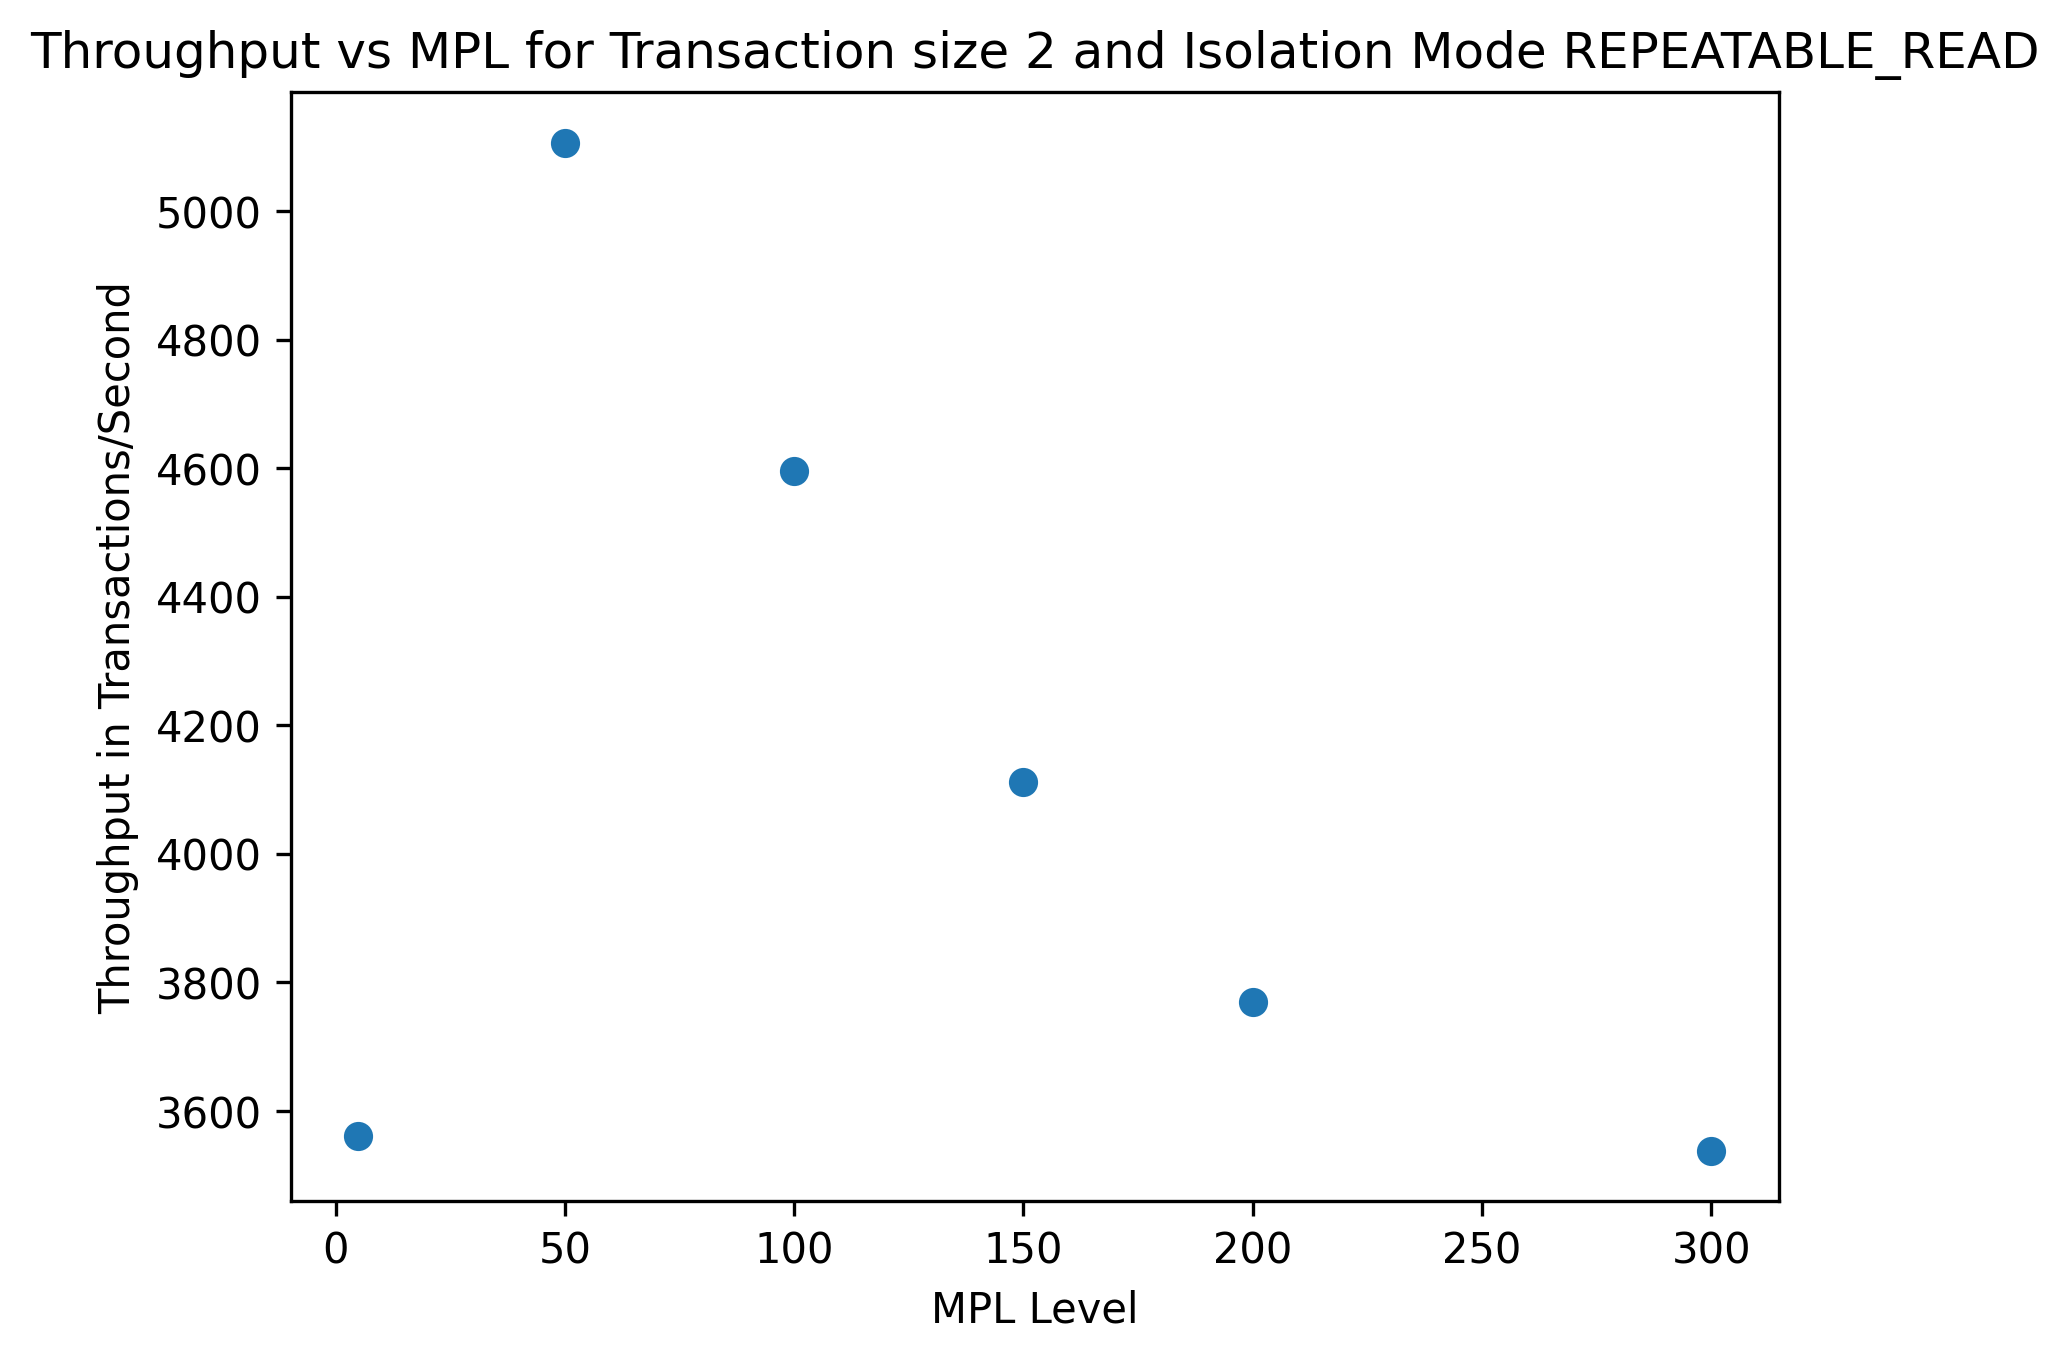 Throughput vs MPL for Transaction size 2 and Isolation Mode REPEATABLE_READ
Throughput in Transactions/Second
5000
4800
4600
4400
4200
4000
3800
3600
0 50 100 150 200 250 300
MPL Level